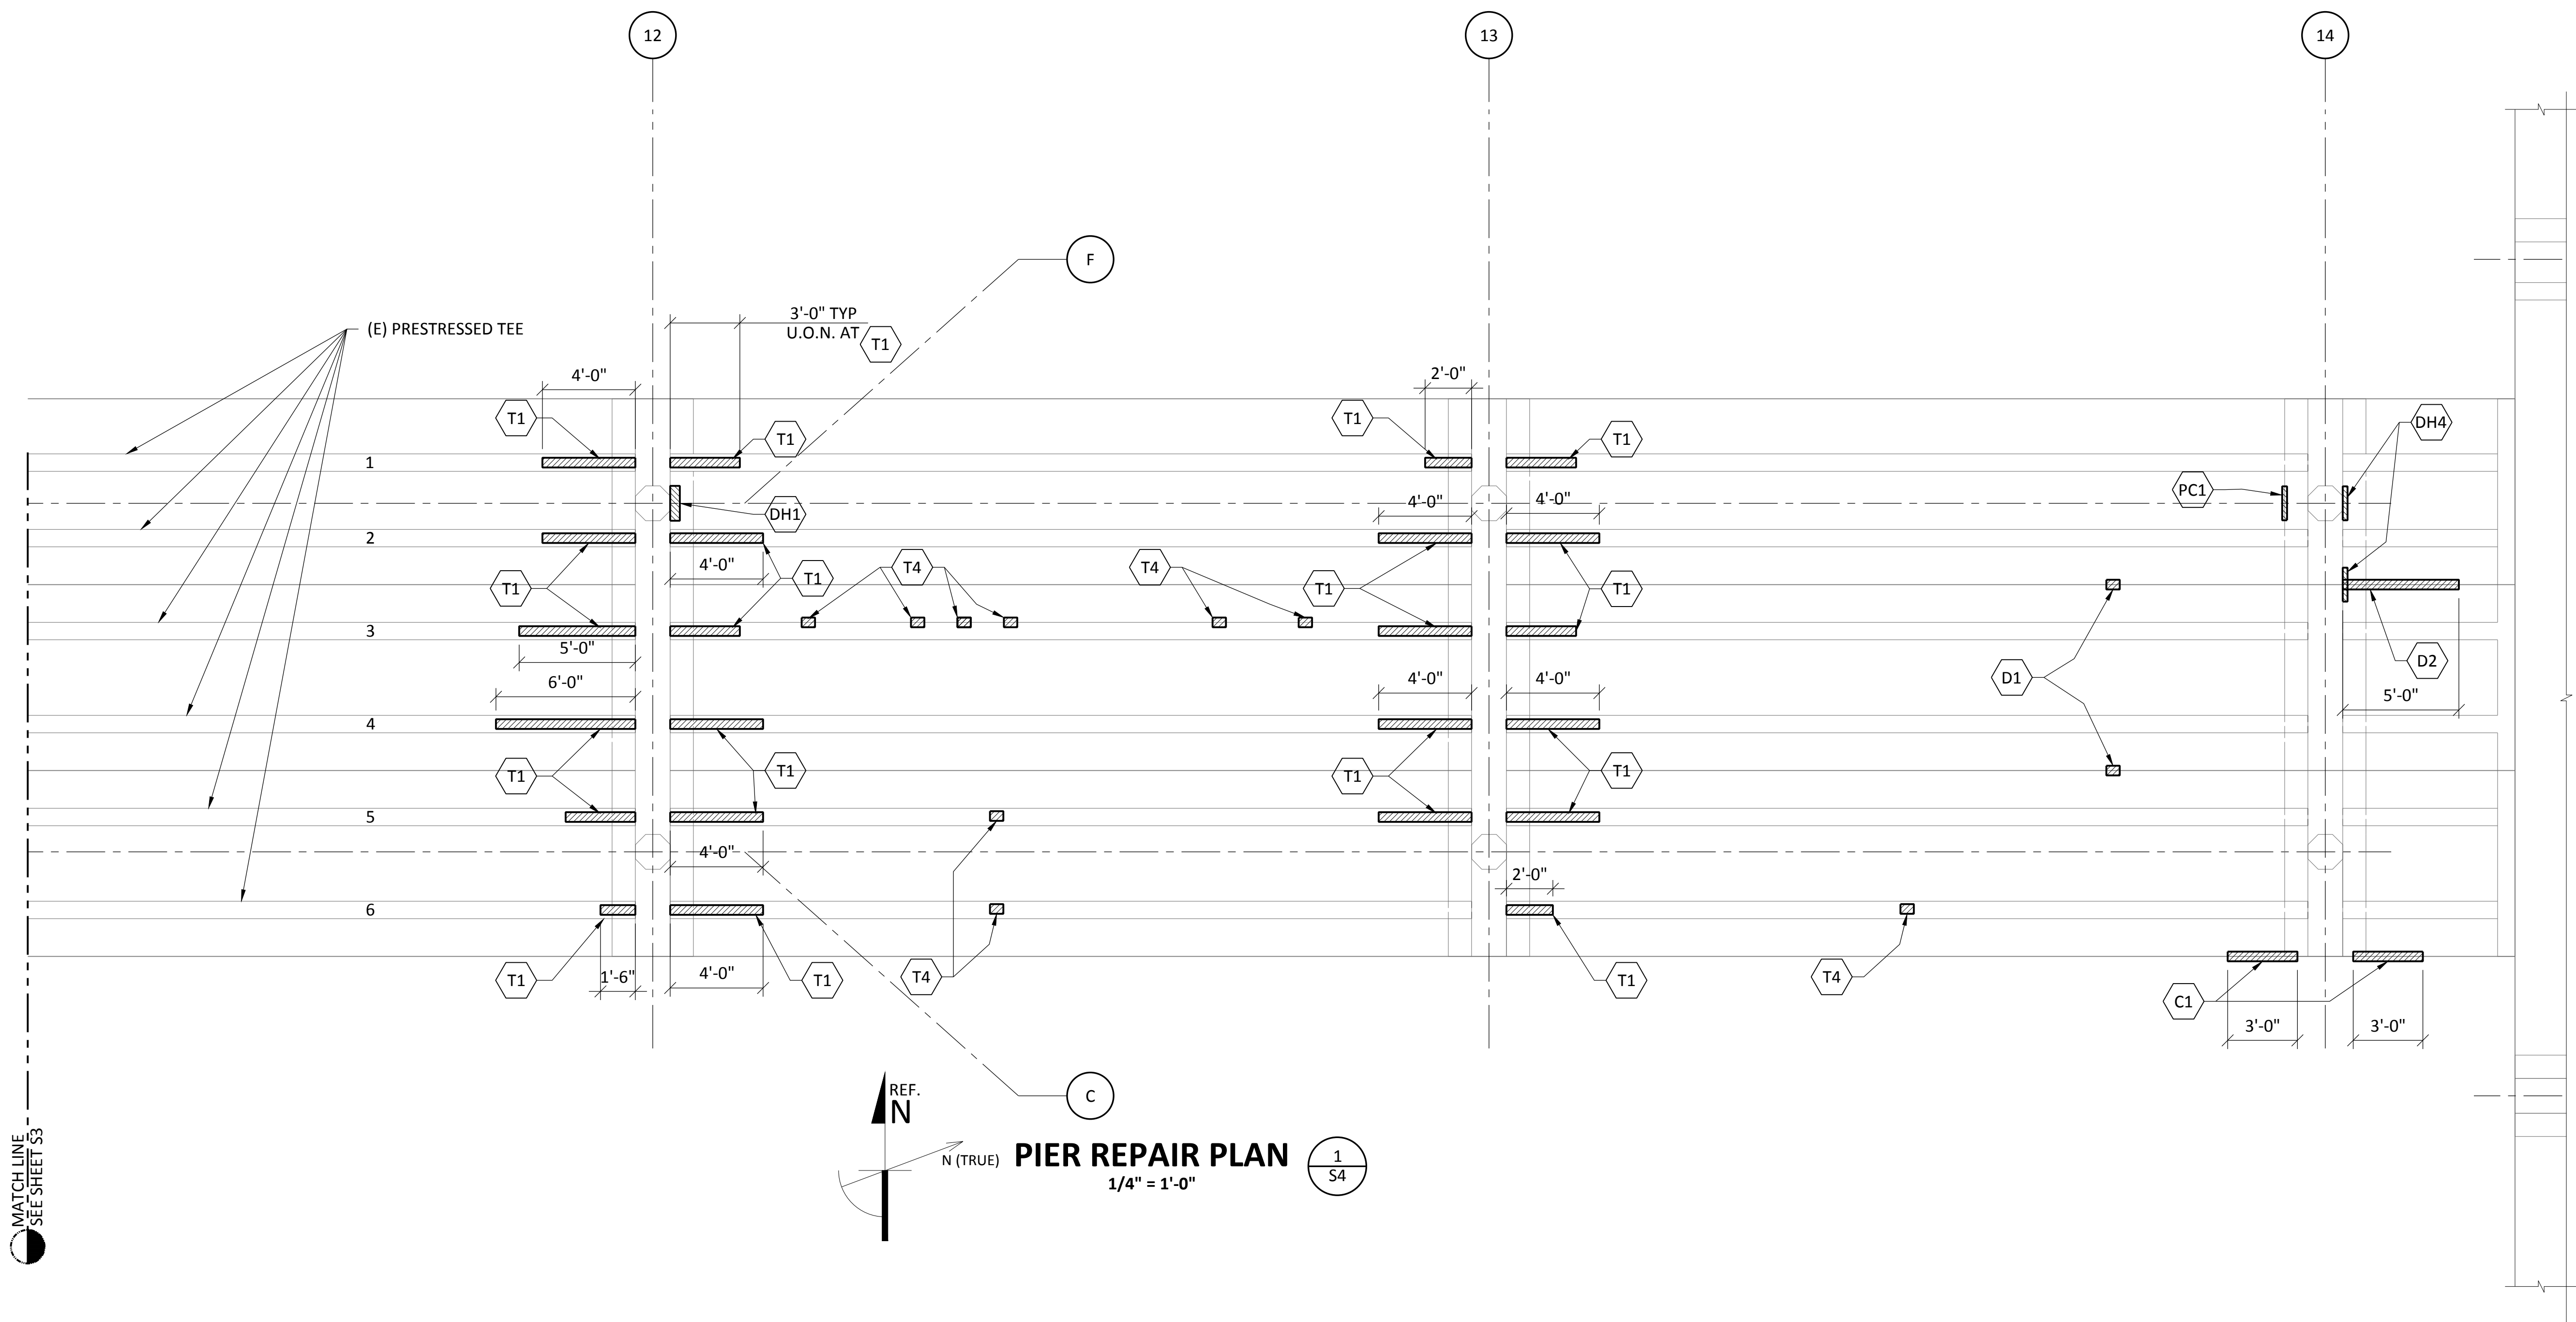 12
13
14
F
3'-0" TYP
U.O.N. AT
T1
(E) PRESTRESSED TEE
4'-0"
2'-0"
T1
T1
T1
T1
DH4
1
PC1
4'-0"
4'-0"
DH1
2
4'-0"
T1
T1
T4
T4
T1
T1
3
5'-0"
D2
6'-0"
4'-0"
4'-0"
D1
5'-0"
4
T1
T1
T1
T1
5
4'-0"
2'-0"
6
T1
1'-6"
4'-0"
T1
T4
T1
T4
C1
3'-0"
3'-0"
C
REF.
N
N (TRUE)
PIER REPAIR PLAN
1/4" = 1'-0"
1
S4
MATCH LINE
SEE SHEET S3